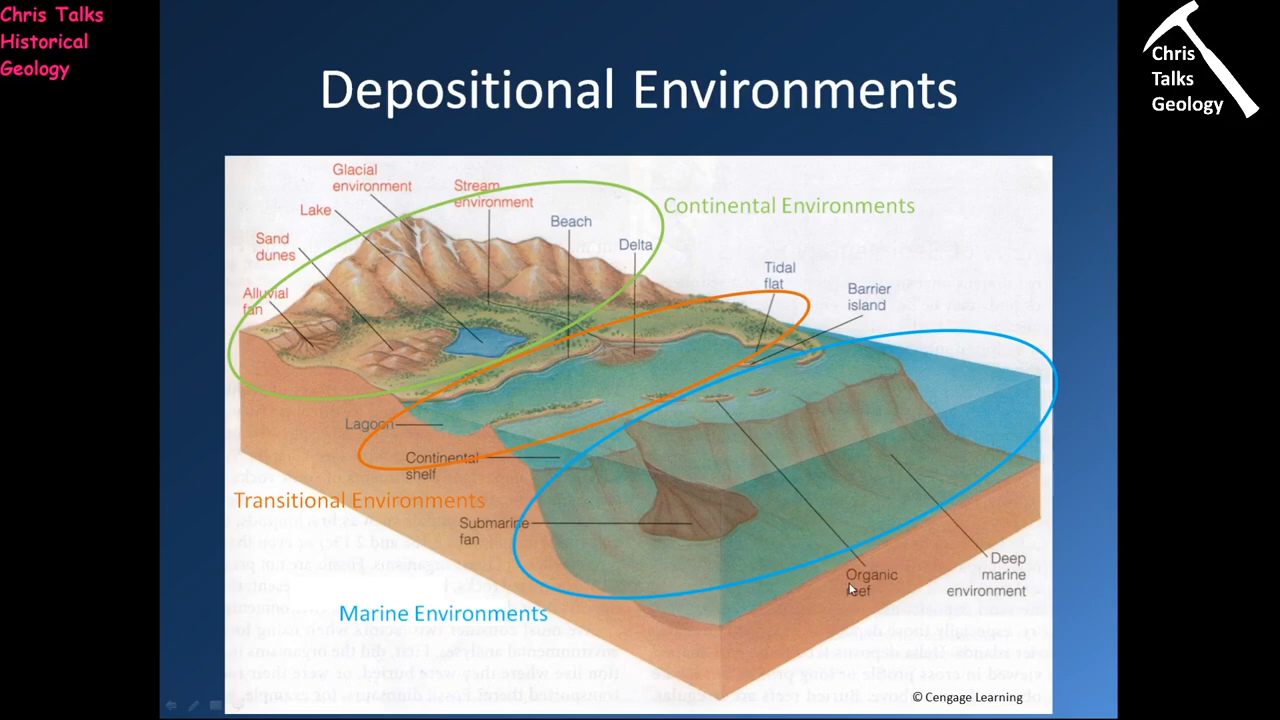 Chris Talks
Historical
Geology
Chris
Talks
Geology
Depositional Environments
Glacial
environment
Stream
environment
Lake
Beach
Continental Environments
Sand
dunes
Delta
Tidal
flat
Barrier
island
Alluvial
fan
Lagoon
Continental
shelf
Transitional Environments
Submarine
fan
Organic
reef
Deep
marine
environment
Marine Environments
© Cengage Learning